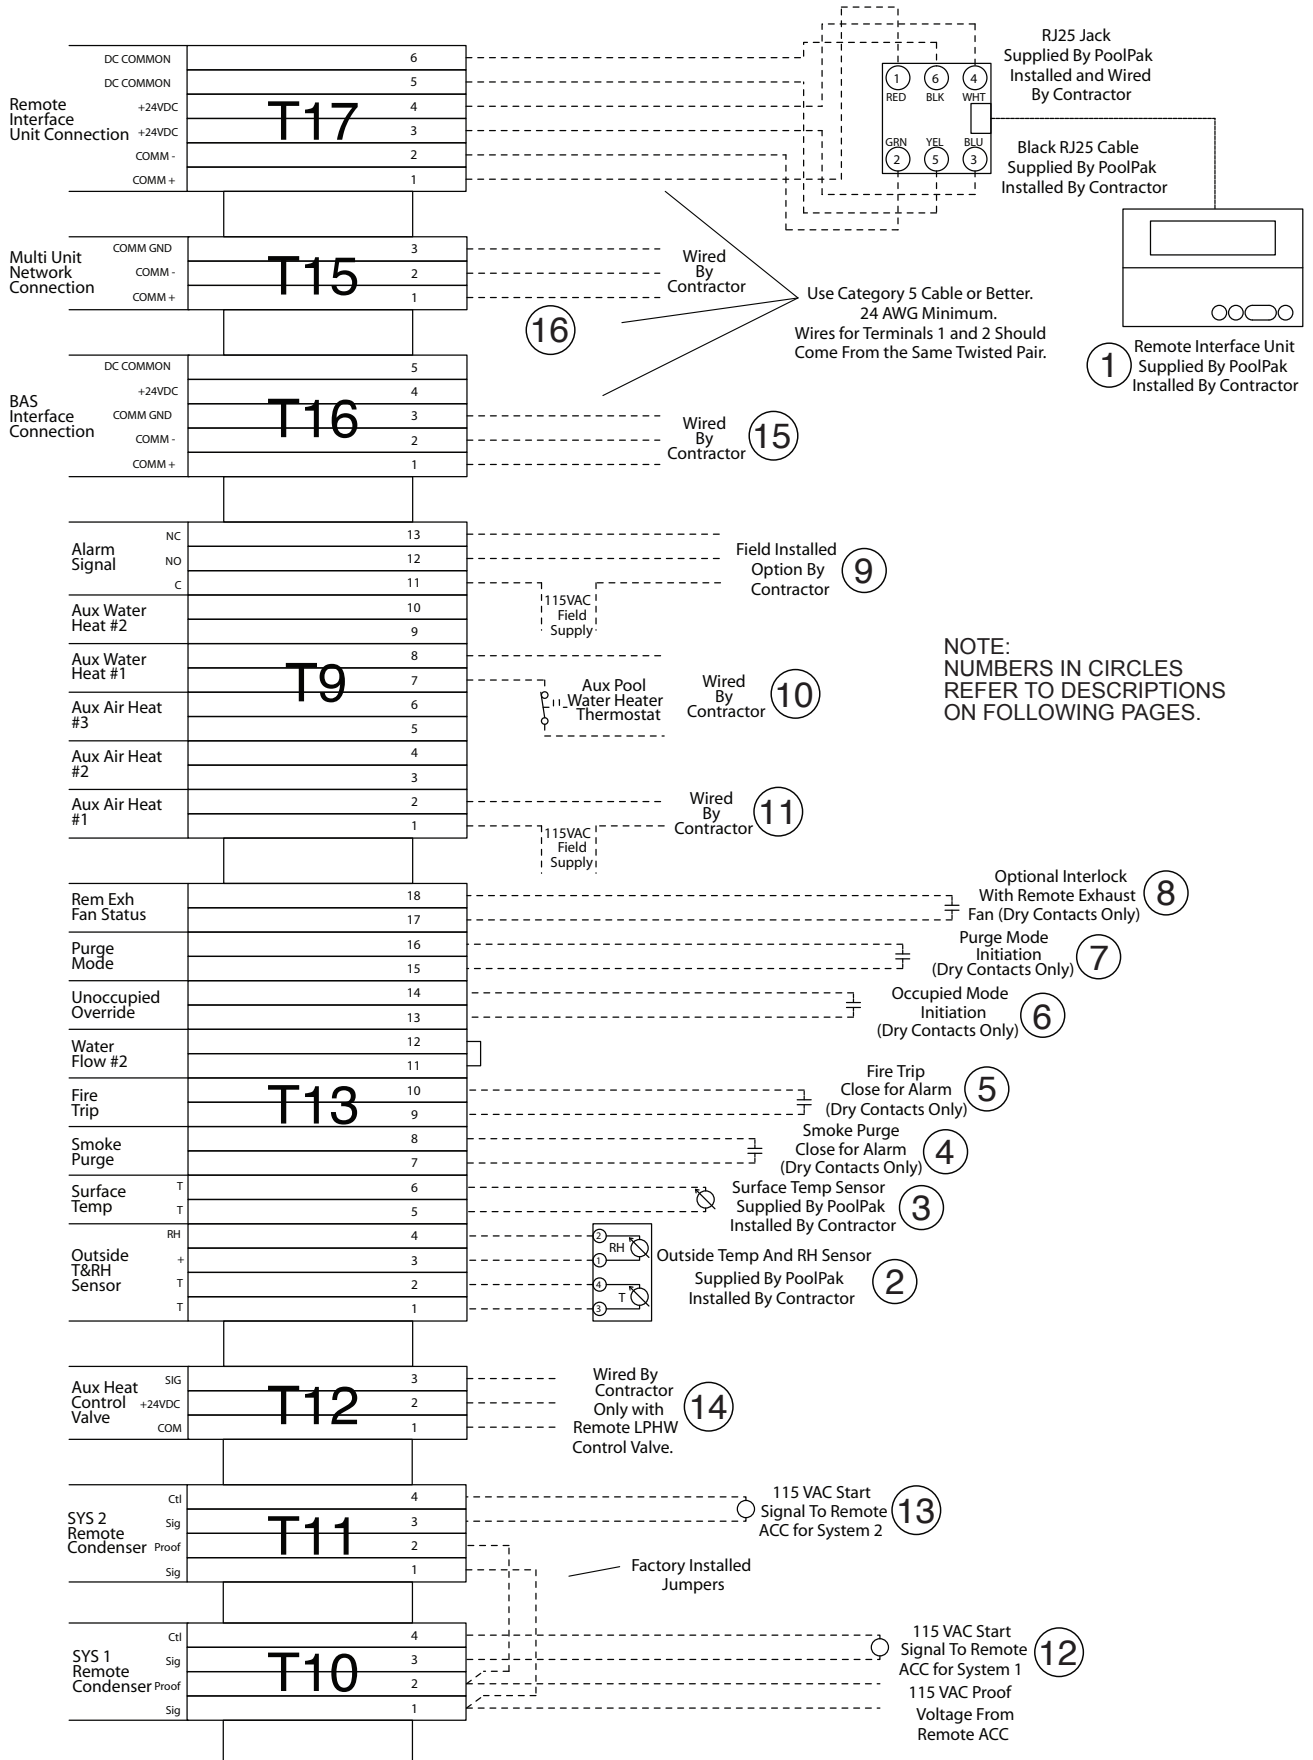 DC COMMON 6
DC COMMON 5
+24VDC 4
+24VDC 3
COMM - 2
COMM + 1
Remote
Interface
Unit Connection
T17
1 6 4
RED BLK WHT
GRN YEL BLU
2 5 3
RJ25 Jack
Supplied By PoolPak
Installed and Wired
By Contractor
Black RJ25 Cable
Supplied By PoolPak
Installed By Contractor
1
Remote Interface Unit
Supplied By PoolPak
Installed By Contractor
Multi Unit
Network
Connection
COMM GND 3
COMM - 2
COMM + 1
T15
Wired
By
Contractor
16
Use Category 5 Cable or Better.
24 AWG Minimum.
Wires for Terminals 1 and 2 Should
Come From the Same Twisted Pair.
BAS
Interface
Connection
DC COMMON 5
+24VDC 4
COMM GND 3
COMM - 2
COMM + 1
T16
Wired
By
Contractor
15
Alarm
Signal
NC 13
NO 12
C 11
115VAC
Field
Supply
Field Installed
Option By
Contractor
9
Aux Water
Heat #2
10
9
Aux Water
Heat #1
8
7
T9
Aux Pool
Water Heater
Thermostat
Wired
By
Contractor
10
Aux Air Heat
#3
6
5
Aux Air Heat
#2
4
3
Aux Air Heat
#1
2
1
115VAC
Field
Supply
Wired
By
Contractor
11
NOTE:
NUMBERS IN CIRCLES
REFER TO DESCRIPTIONS
ON FOLLOWING PAGES.
Rem Exh
Fan Status
18
17
Optional Interlock
With Remote Exhaust
Fan (Dry Contacts Only)
8
Purge
Mode
16
15
Purge Mode
Initiation
(Dry Contacts Only)
7
Unoccupied
Override
14
13
Occupied Mode
Initiation
(Dry Contacts Only)
6
Water
Flow #2
12
11
T13
Fire
Trip
10
9
Fire Trip
Close for Alarm
(Dry Contacts Only)
5
Smoke
Purge
8
7
Smoke Purge
Close for Alarm
(Dry Contacts Only)
4
Surface
Temp
T 6
T 5
Surface Temp Sensor
Supplied By PoolPak
Installed By Contractor
3
Outside
T&RH
Sensor
RH 4
+ 3
T 2
T 1
2
RH
1
4
T
3
Outside Temp And RH Sensor
Supplied By PoolPak
Installed By Contractor
2
Aux Heat
Control
Valve
SIG 3
+24VDC 2
COM 1
T12
Wired By
Contractor
Only with
Remote LPHW
Control Valve.
14
SYS 2
Remote
Condenser
Ctl 4
Sig 3
Proof 2
Sig 1
T11
115 VAC Start
Signal To Remote
ACC for System 2
13
Factory Installed
Jumpers
SYS 1
Remote
Condenser
Ctl 4
Sig 3
Proof 2
Sig 1
T10
115 VAC Start
Signal To Remote
ACC for System 1
12
115 VAC Proof
Voltage From
Remote ACC